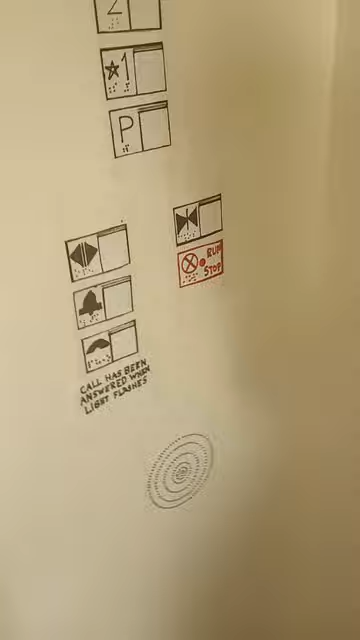 2
★1
P
RUN
STOP
CALL HAS BEEN
ANSWERED WHEN
LIGHT FLASHES